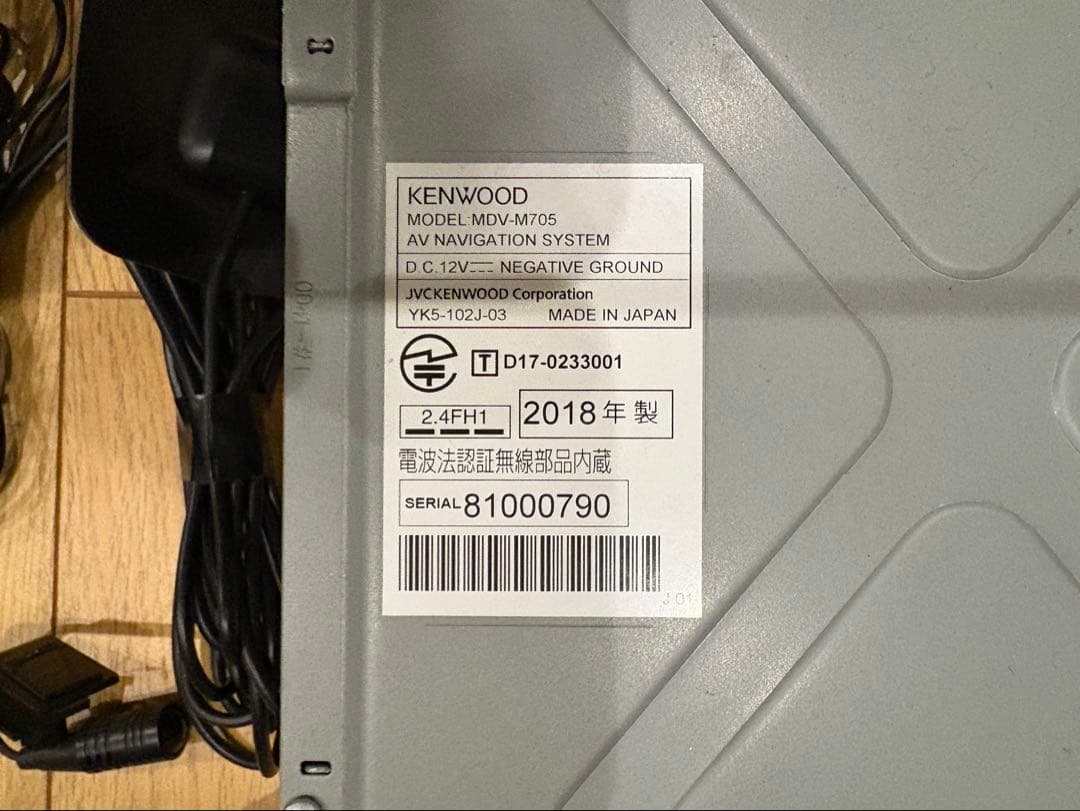 KENWOOD
MODEL MDV-M705
AV NAVIGATION SYSTEM
D.C.12V⎓ NEGATIVE GROUND
JVCKENWOOD Corporation
YK5-102J-03 MADE IN JAPAN
T D17-0233001
2.4FH1
2018年製
電波法認証無線部品内蔵
SERIAL 81000790
J 01